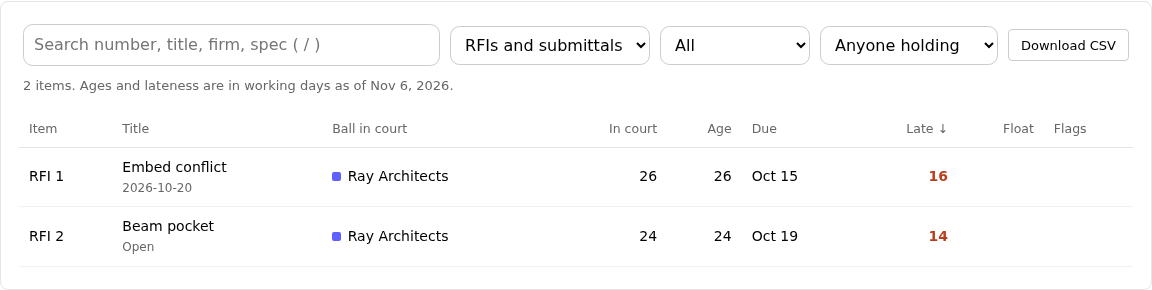 Search number, title, firm, spec ( / )
RFIs and submittals
All
Anyone holding
Download CSV
2 items. Ages and lateness are in working days as of Nov 6, 2026.
Item Title Ball in court In court Age Due Late ↓ Float Flags
RFI 1 Embed conflict Ray Architects 26 26 Oct 15 16
2026-10-20
RFI 2 Beam pocket Ray Architects 24 24 Oct 19 14
Open